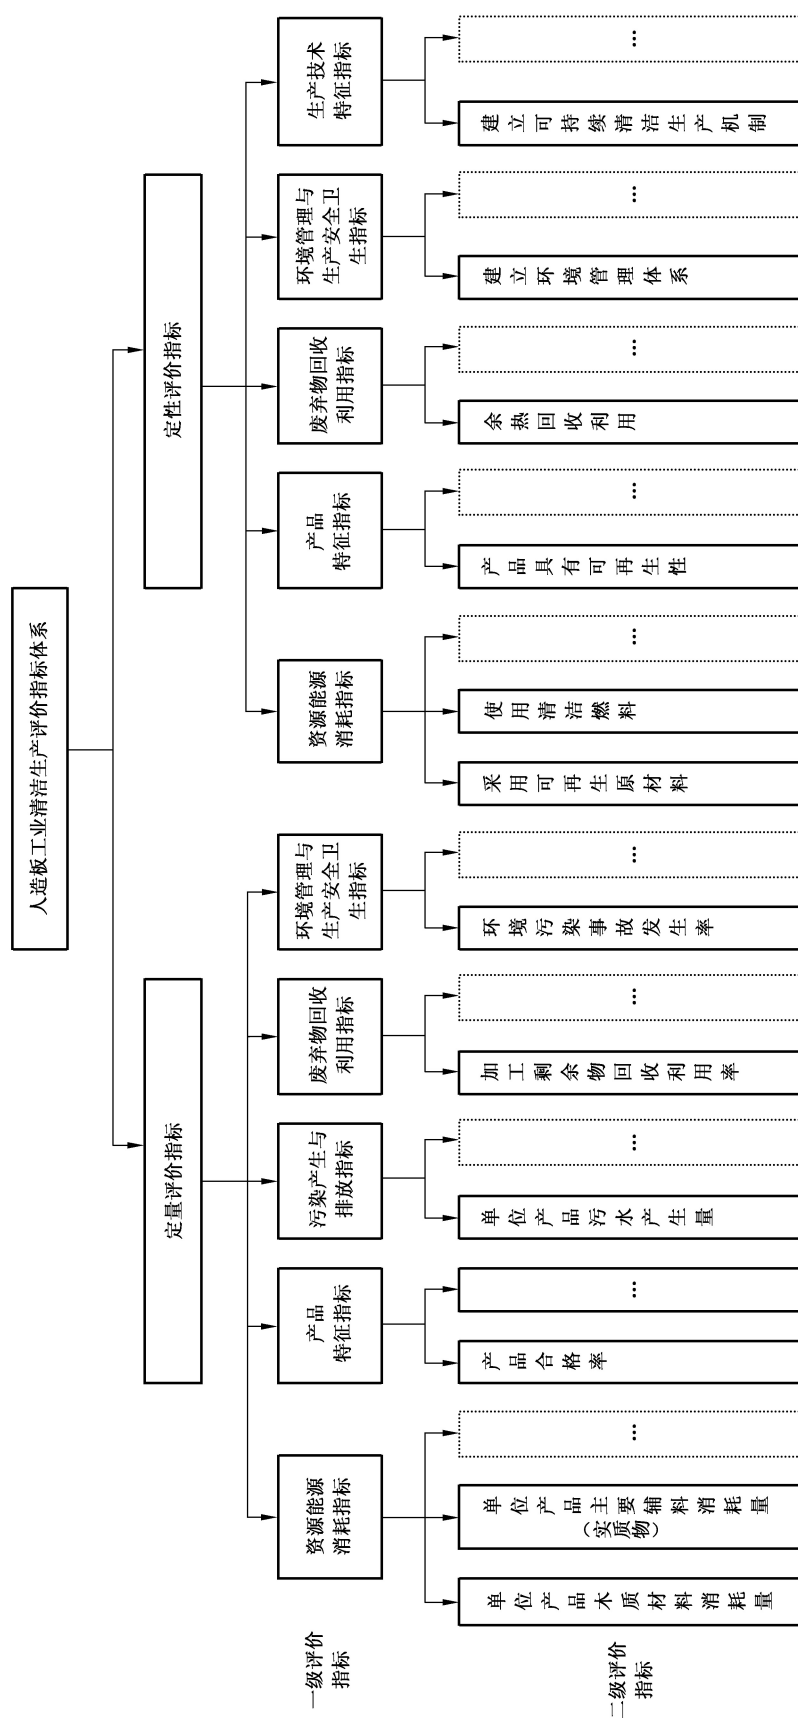 人造板工业清洁生产评价指标体系
定量评价指标
定性评价指标
一级评价
指标
资源能源
消耗指标
产品
特征指标
污染产生与
排放指标
废弃物回收
利用指标
环境管理与
生产安全卫
生指标
资源能源
消耗指标
产品
特征指标
废弃物回收
利用指标
环境管理与
生产安全卫
生指标
生产技术
特征指标
二级评价
指标
单位产品木质材料消耗量
单位产品主要辅料消耗量
（实质物）
…
产品合格率
…
单位产品污水产生量
…
加工剩余物回收利用率
…
环境污染事故发生率
…
采用可再生原材料
使用清洁燃料
…
产品具有可再生性
…
余热回收利用
…
建立环境管理体系
…
建立可持续清洁生产机制
…